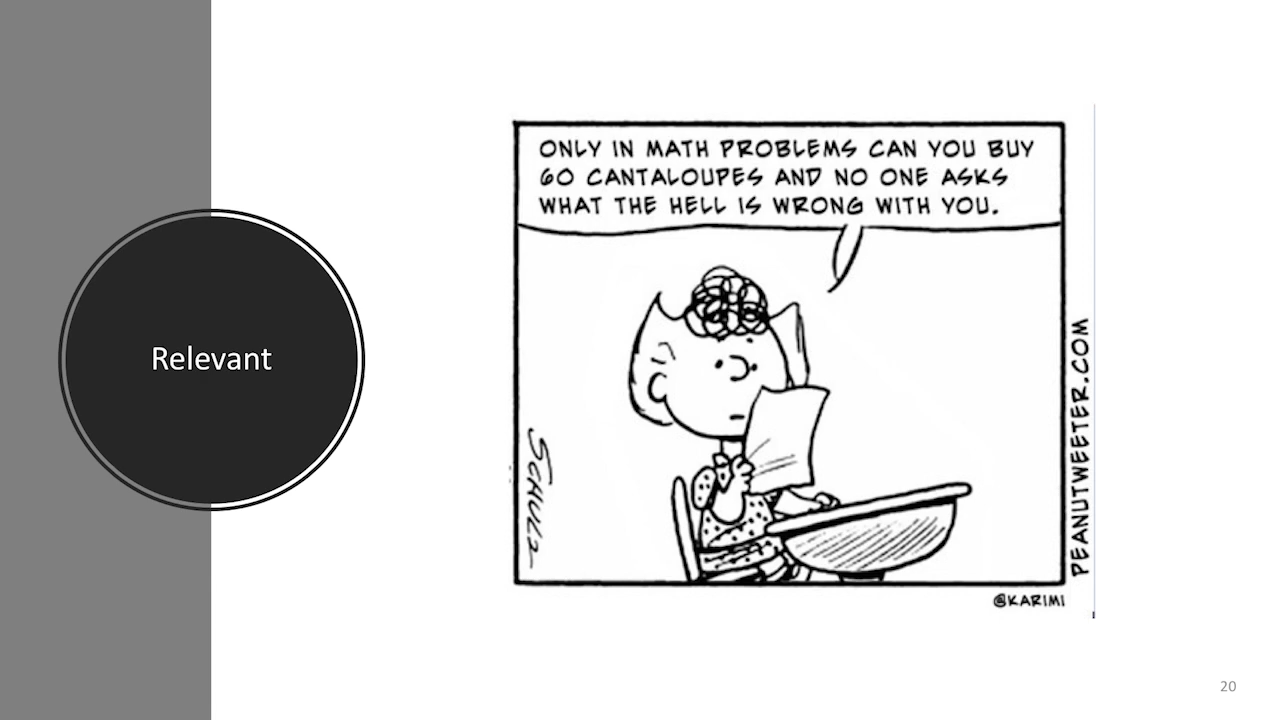 Relevant
ONLY IN MATH PROBLEMS CAN YOU BUY
60 CANTALOUPES AND NO ONE ASKS
WHAT THE HELL IS WRONG WITH YOU.
SCHULZ
PEANUTWEETER.COM
@KARIMI
20